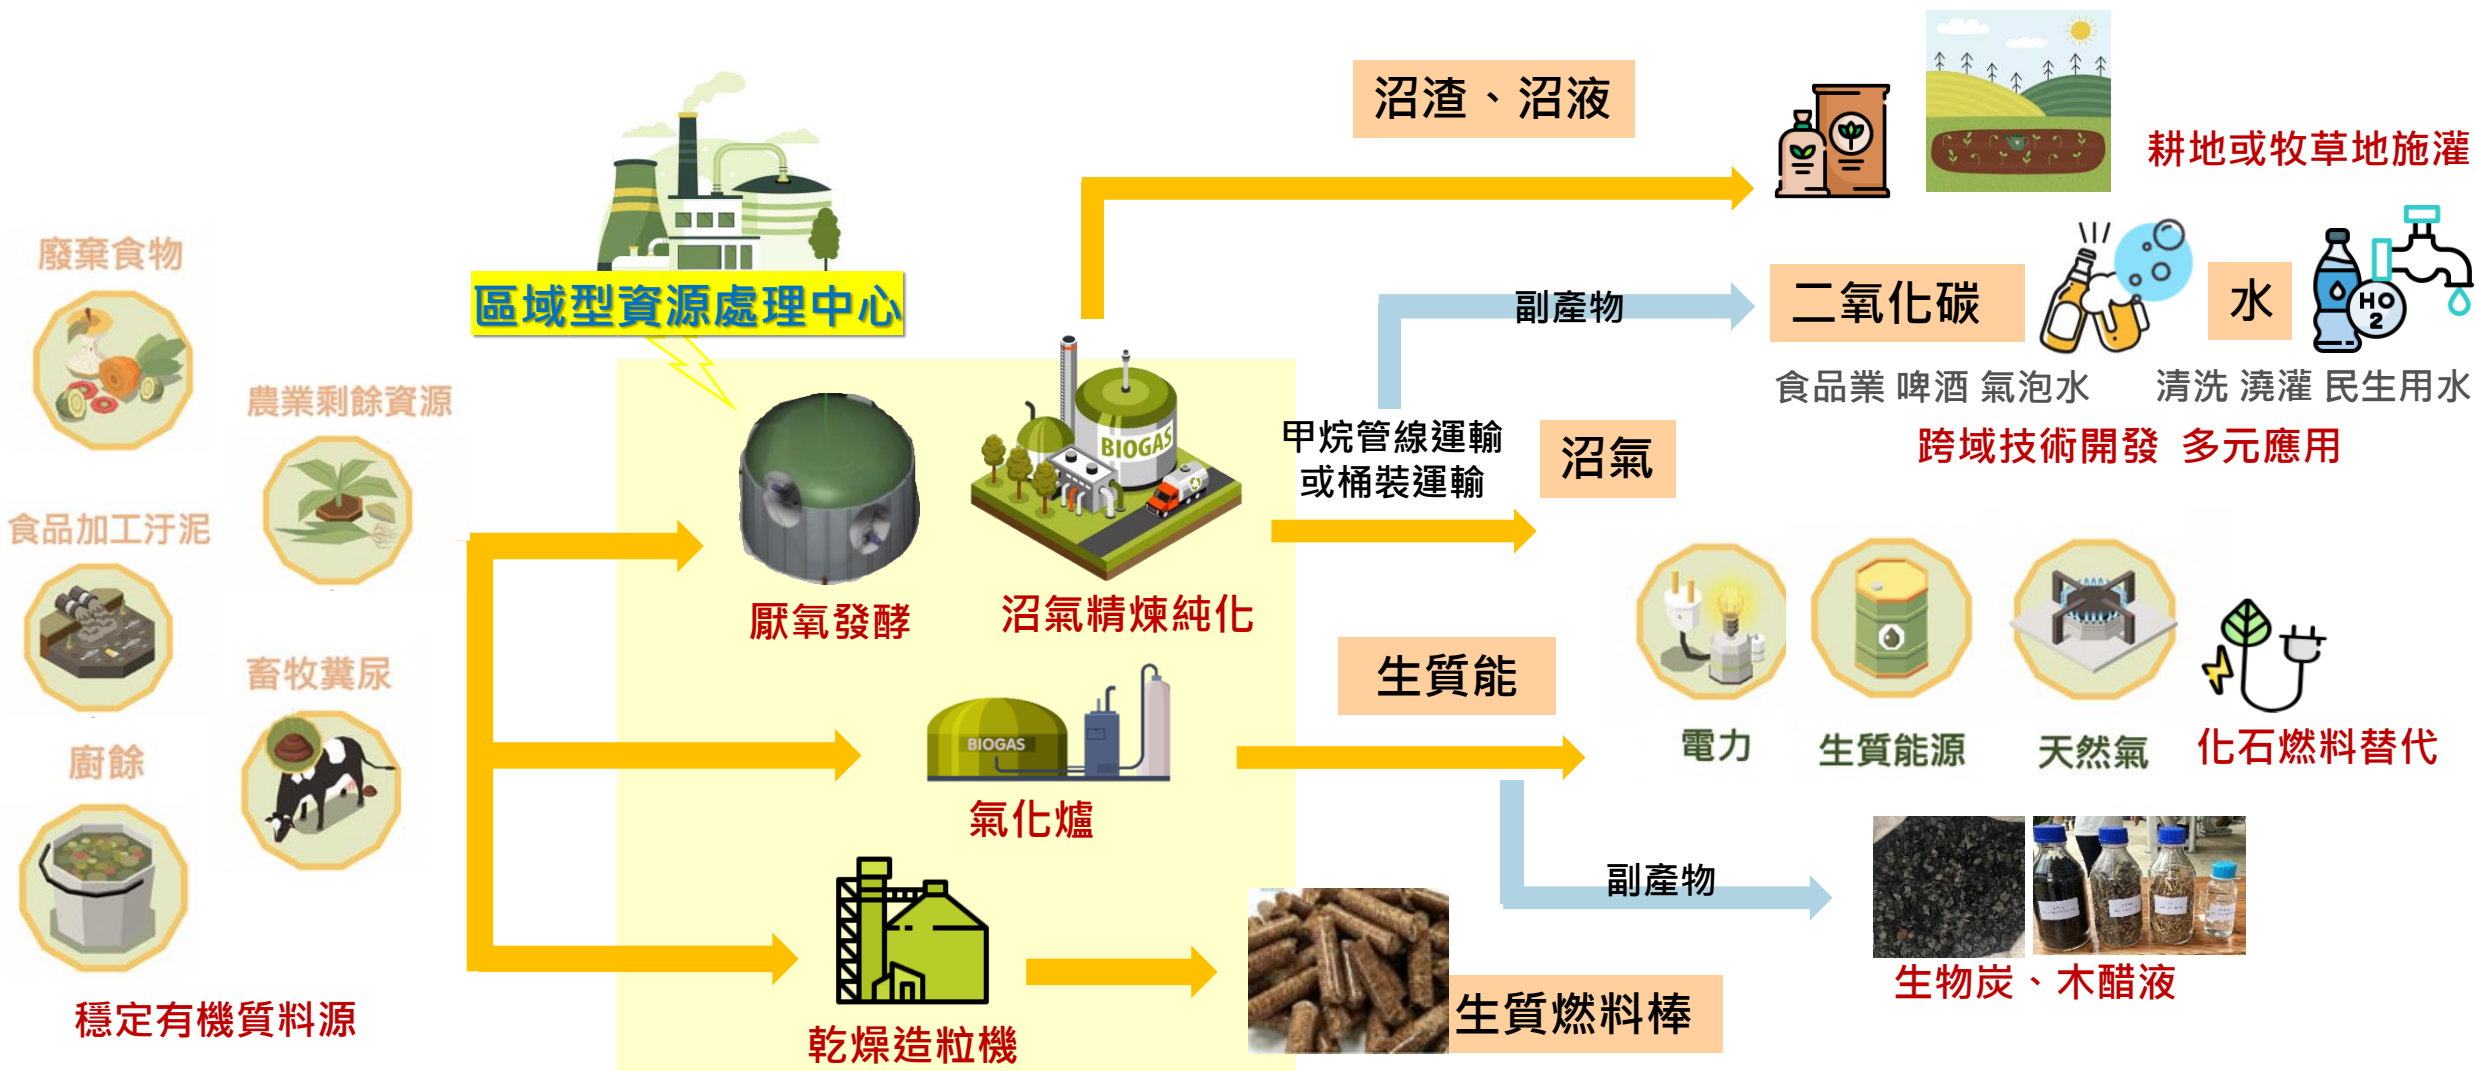 廢棄食物
農業剩餘資源
食品加工汙泥
畜牧糞尿
廚餘
穩定有機質料源
區域型資源處理中心
厭氧發酵
BIOGAS
沼氣精煉純化
BIOGAS
氣化爐
乾燥造粒機
沼渣、沼液
耕地或牧草地施灌
副產物
二氧化碳
水
H O
2
食品業 啤酒 氣泡水
清洗 澆灌 民生用水
跨域技術開發 多元應用
甲烷管線運輸
或桶裝運輸
沼氣
生質能
電力
生質能源
天然氣
化石燃料替代
副產物
生物炭、木醋液
生質燃料棒